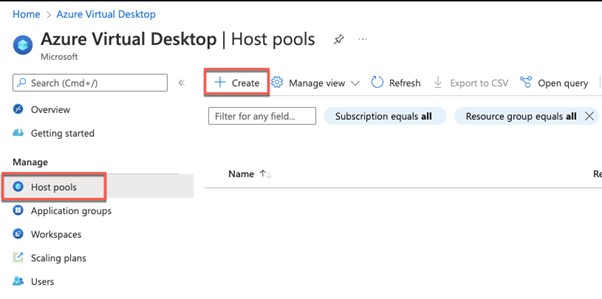 Home > Azure Virtual Desktop
Azure Virtual Desktop | Host pools
Microsoft
Search (Cmd+/)
Overview
Getting started
Manage
Host pools
Application groups
Workspaces
Scaling plans
Users
+ Create Manage view Refresh Export to CSV Open query
Filter for any field... Subscription equals all Resource group equals all ×
Name ↑↓ Re